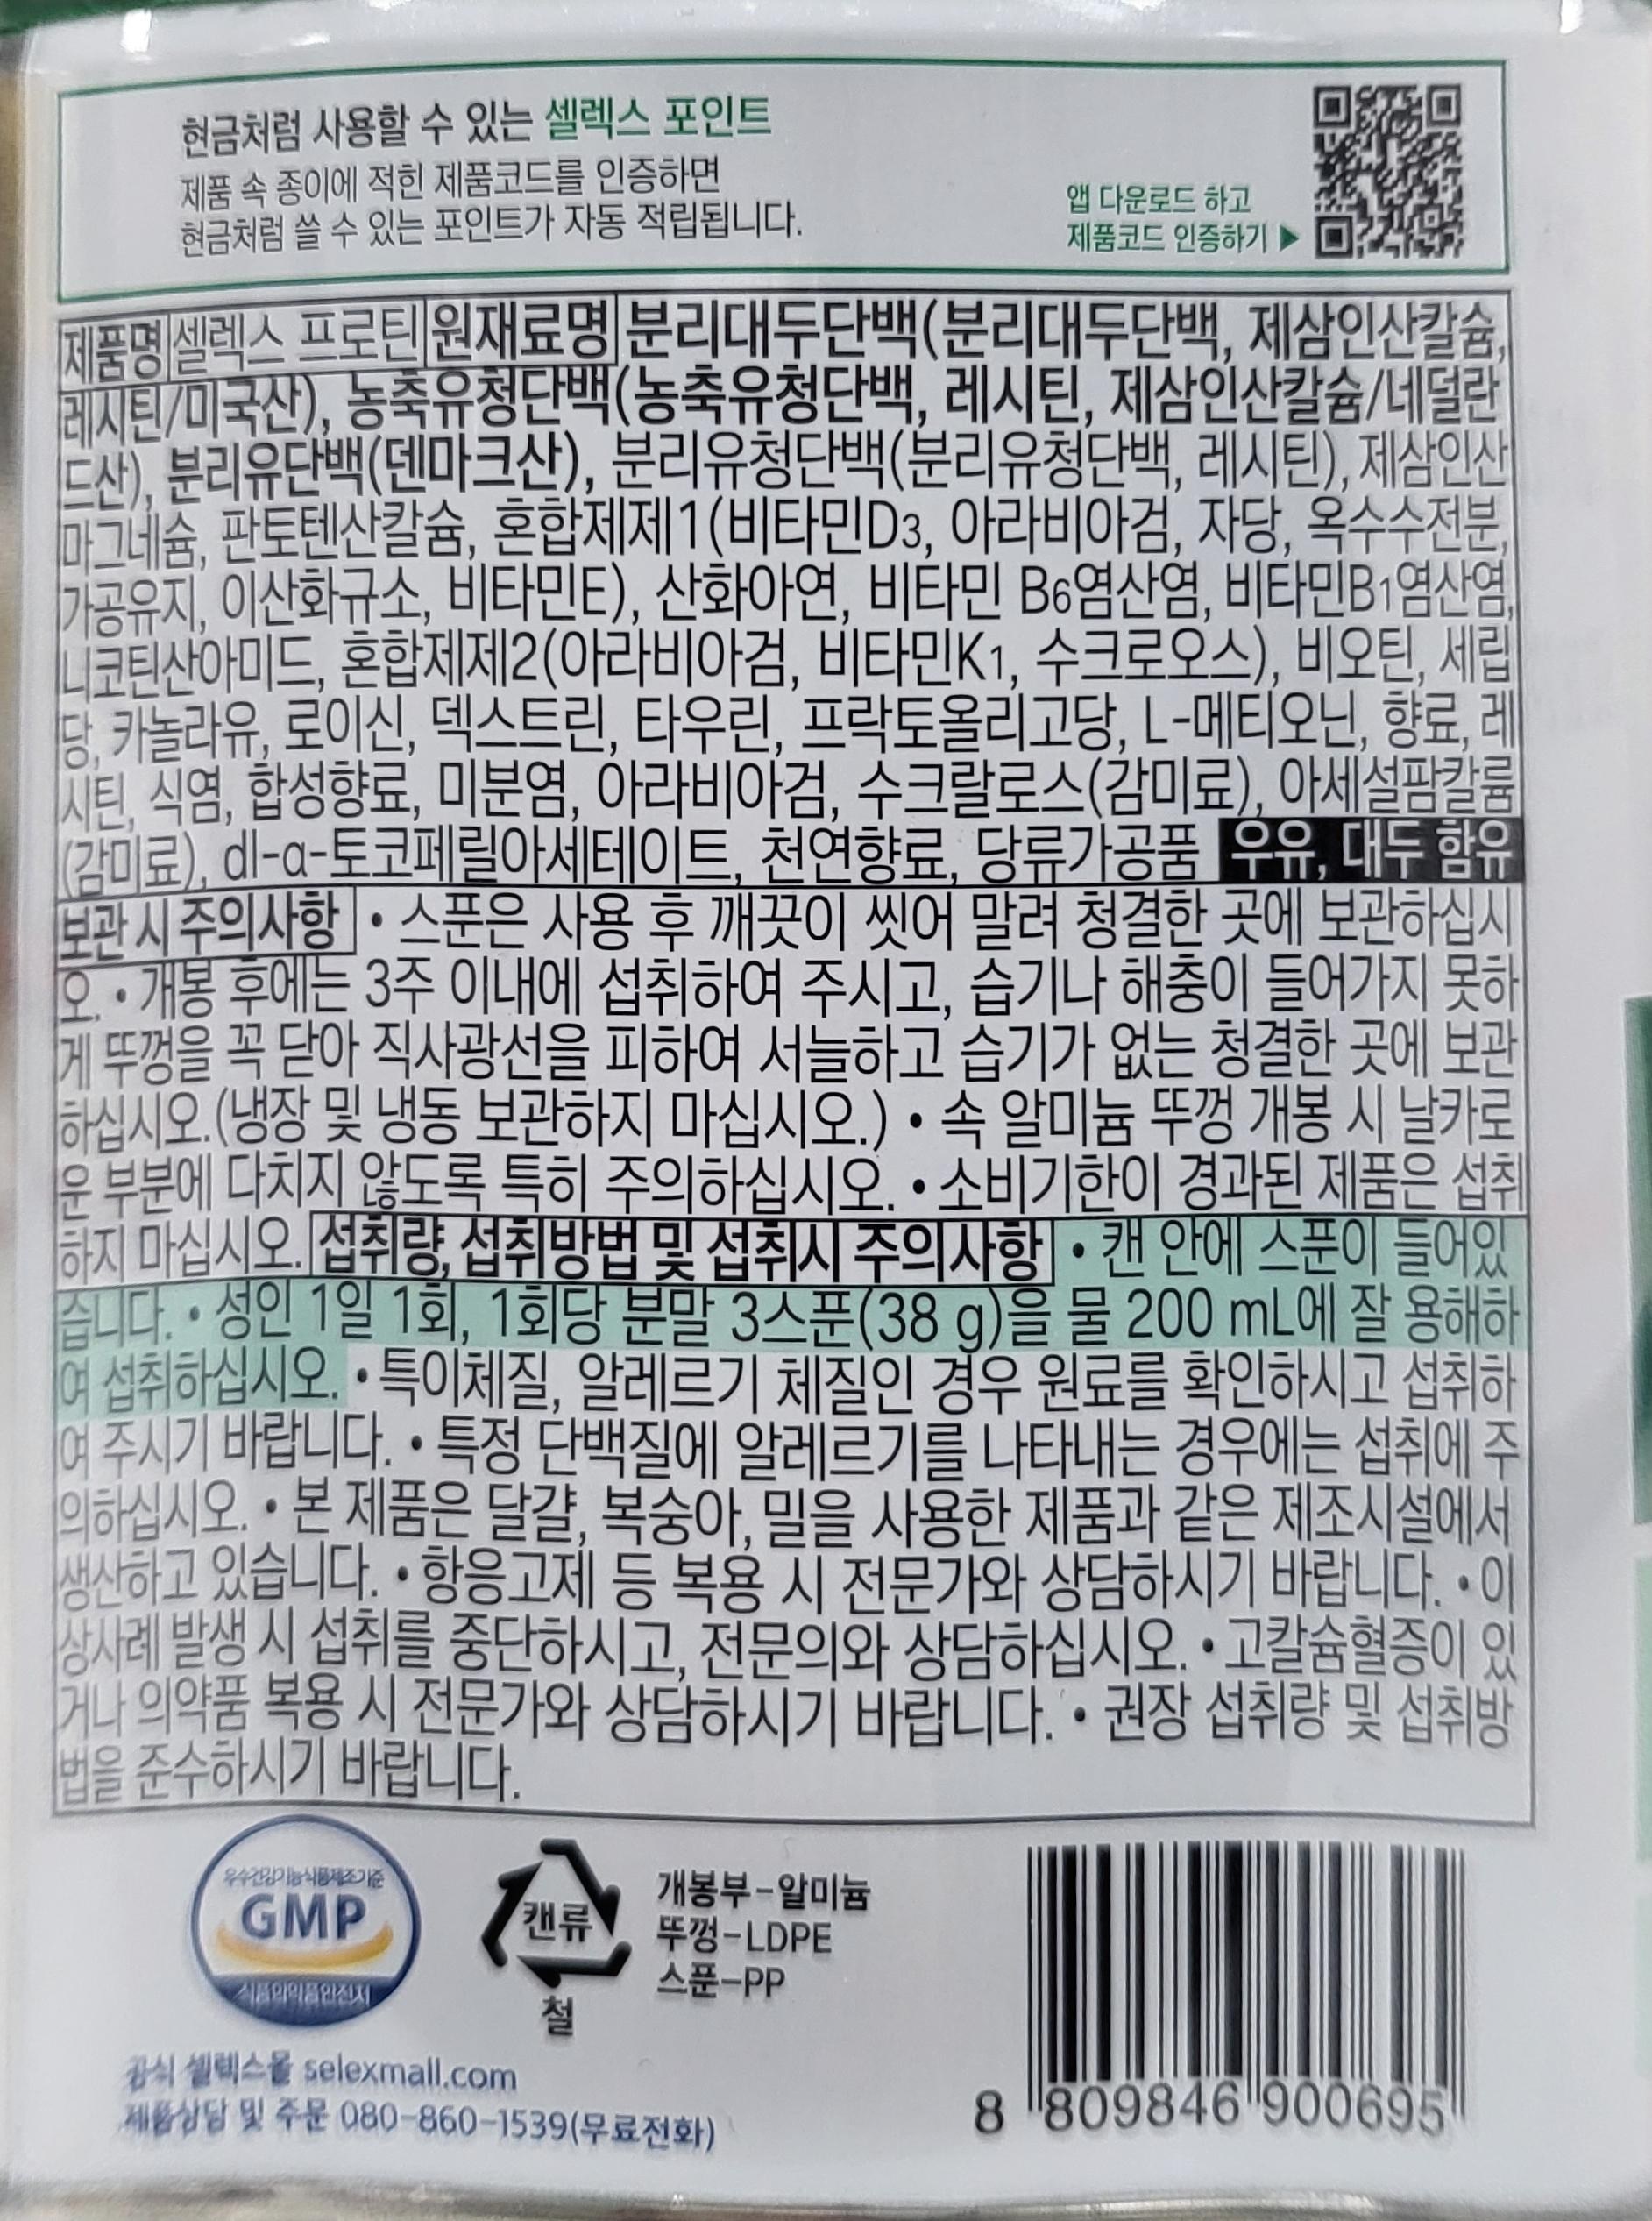 현금처럼 사용할 수 있는 셀렉스 포인트
제품 속 종이에 적힌 제품코드를 인증하면
현금처럼 쓸 수 있는 포인트가 자동 적립됩니다.
앱 다운로드 하고
제품코드 인증하기 ▶
제품명 셀렉스 프로틴 원재료명 분리대두단백(분리대두단백, 제삼인산칼슘,
레시틴/미국산), 농축유청단백(농축유청단백, 레시틴, 제삼인산칼슘/네덜란
드산), 분리유단백(덴마크산), 분리유청단백(분리유청단백, 레시틴), 제삼인산
마그네슘, 판토텐산칼슘, 혼합제제1(비타민D3, 아라비아검, 자당, 옥수수전분,
가공유지, 이산화규소, 비타민E), 산화아연, 비타민 B6염산염, 비타민B1염산염,
니코틴산아미드, 혼합제제2(아라비아검, 비타민K1, 수크로오스), 비오틴, 세립
당, 카놀라유, 로이신, 덱스트린, 타우린, 프락토올리고당, L-메티오닌, 향료, 레
시틴, 식염, 합성향료, 미분염, 아라비아검, 수크랄로스(감미료), 아세설팜칼륨
(감미료), dl-α-토코페릴아세테이트, 천연향료, 당류가공품 우유, 대두 함유
보관 시 주의사항 • 스푼은 사용 후 깨끗이 씻어 말려 청결한 곳에 보관하십시
오. • 개봉 후에는 3주 이내에 섭취하여 주시고, 습기나 해충이 들어가지 못하
게 뚜껑을 꼭 닫아 직사광선을 피하여 서늘하고 습기가 없는 청결한 곳에 보관
하십시오.(냉장 및 냉동 보관하지 마십시오.) • 속 알미늄 뚜껑 개봉 시 날카로
운 부분에 다치지 않도록 특히 주의하십시오. • 소비기한이 경과된 제품은 섭취
하지 마십시오. 섭취량, 섭취방법 및 섭취시 주의사항 • 캔 안에 스푼이 들어있
습니다. • 성인 1일 1회, 1회당 분말 3스푼(38 g)을 물 200 mL에 잘 용해하
여 섭취하십시오. • 특이체질, 알레르기 체질인 경우 원료를 확인하시고 섭취하
여 주시기 바랍니다. • 특정 단백질에 알레르기를 나타내는 경우에는 섭취에 주
의하십시오. • 본 제품은 달걀, 복숭아, 밀을 사용한 제품과 같은 제조시설에서
생산하고 있습니다. • 항응고제 등 복용 시 전문가와 상담하시기 바랍니다. • 이
상사례 발생 시 섭취를 중단하시고, 전문의와 상담하십시오. • 고칼슘혈증이 있
거나 의약품 복용 시 전문가와 상담하시기 바랍니다. • 권장 섭취량 및 섭취방
법을 준수하시기 바랍니다.
우수건강기능식품제조기준
GMP
식품의약품안전처
캔류
철
개봉부-알미늄
뚜껑-LDPE
스푼-PP
공식 셀렉스몰 selexmall.com
제품상담 및 주문 080-860-1539(무료전화)
8 809846 900695